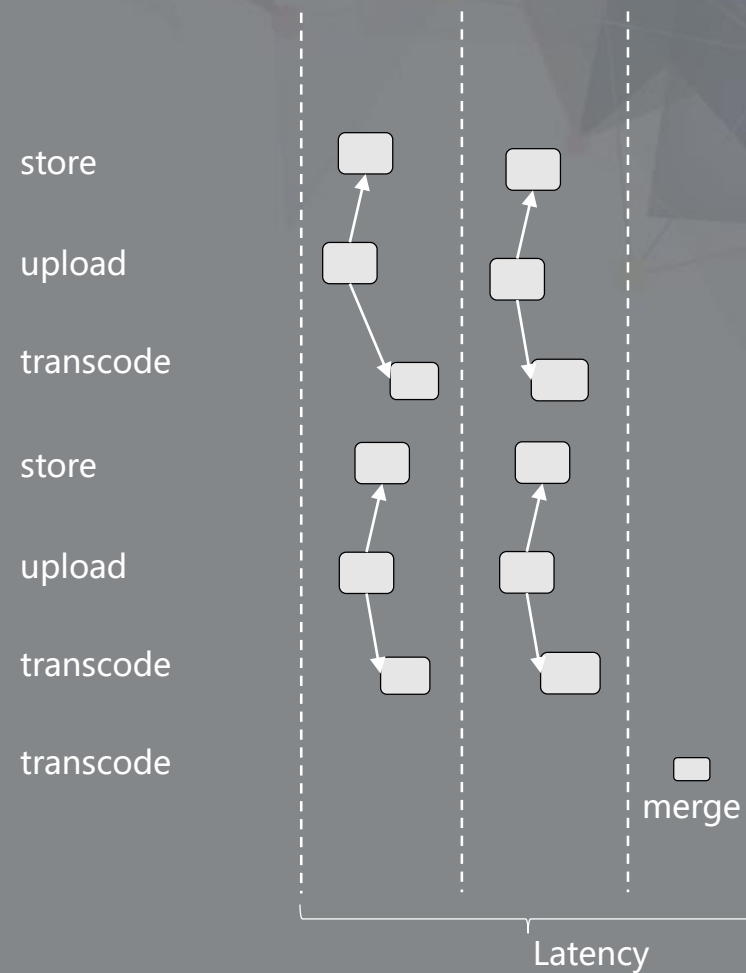 store
upload
transcode
store
upload
transcode
transcode
merge
Latency